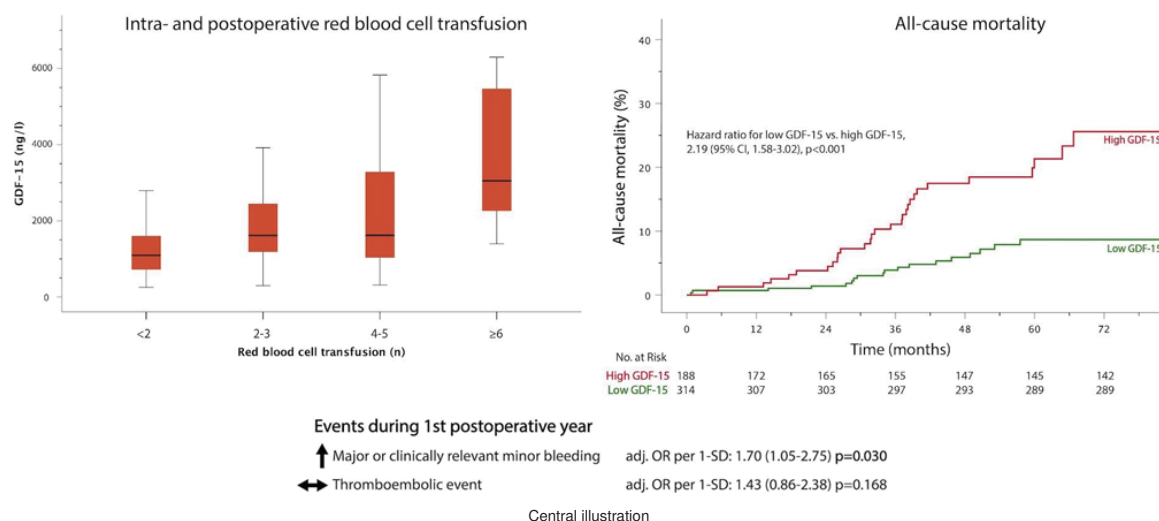 Intra- and postoperative red blood cell transfusion
GDF-15 (ng/l)
6000
4000
2000
0
<2
2-3
4-5
≥6
Red blood cell transfusion (n)
All-cause mortality
All-cause mortality (%)
40
30
20
10
0
Hazard ratio for low GDF-15 vs. high GDF-15,
2.19 (95% CI, 1.58-3.02), p<0.001
High GDF-15
Low GDF-15
0 12 24 36 48 60 72
Time (months)
No. at Risk
High GDF-15 188 172 165 155 147 145 142
Low GDF-15 314 307 303 297 293 289 289
Events during 1st postoperative year
Major or clinically relevant minor bleeding adj. OR per 1-SD: 1.70 (1.05-2.75) p=0.030
Thromboembolic event adj. OR per 1-SD: 1.43 (0.86-2.38) p=0.168
Central illustration